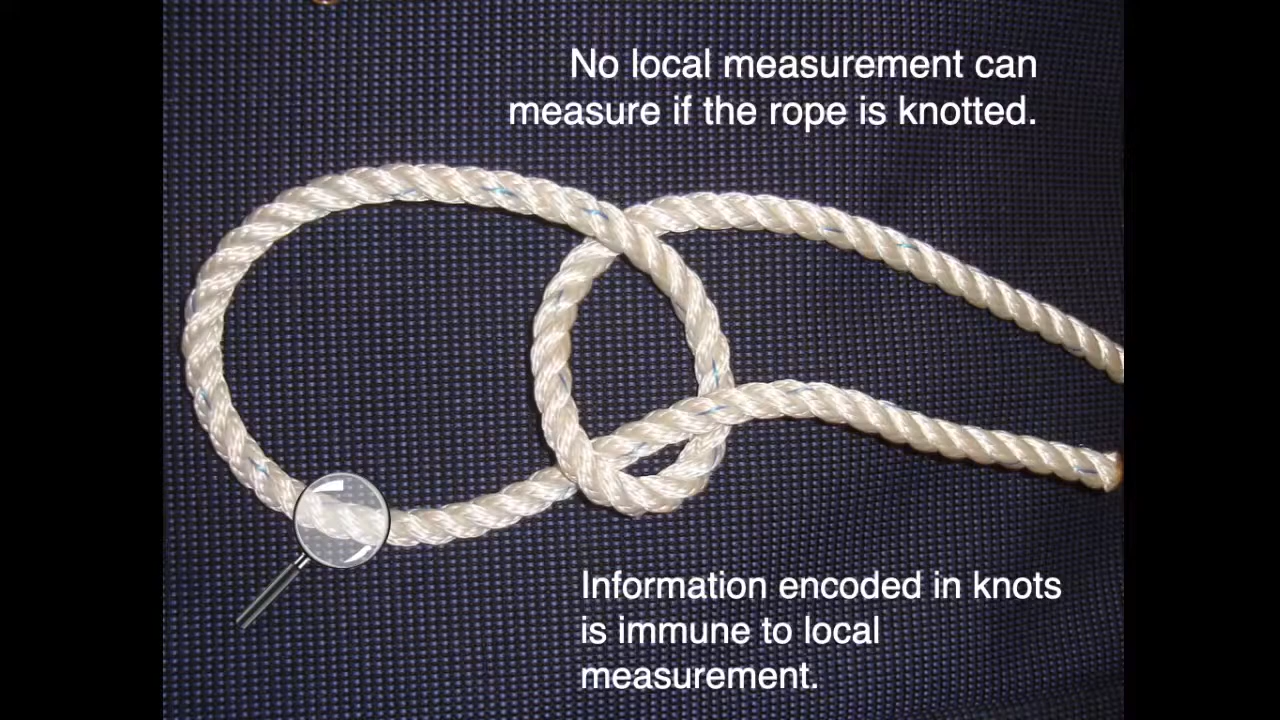 No local measurement can
measure if the rope is knotted.
Information encoded in knots
is immune to local
measurement.